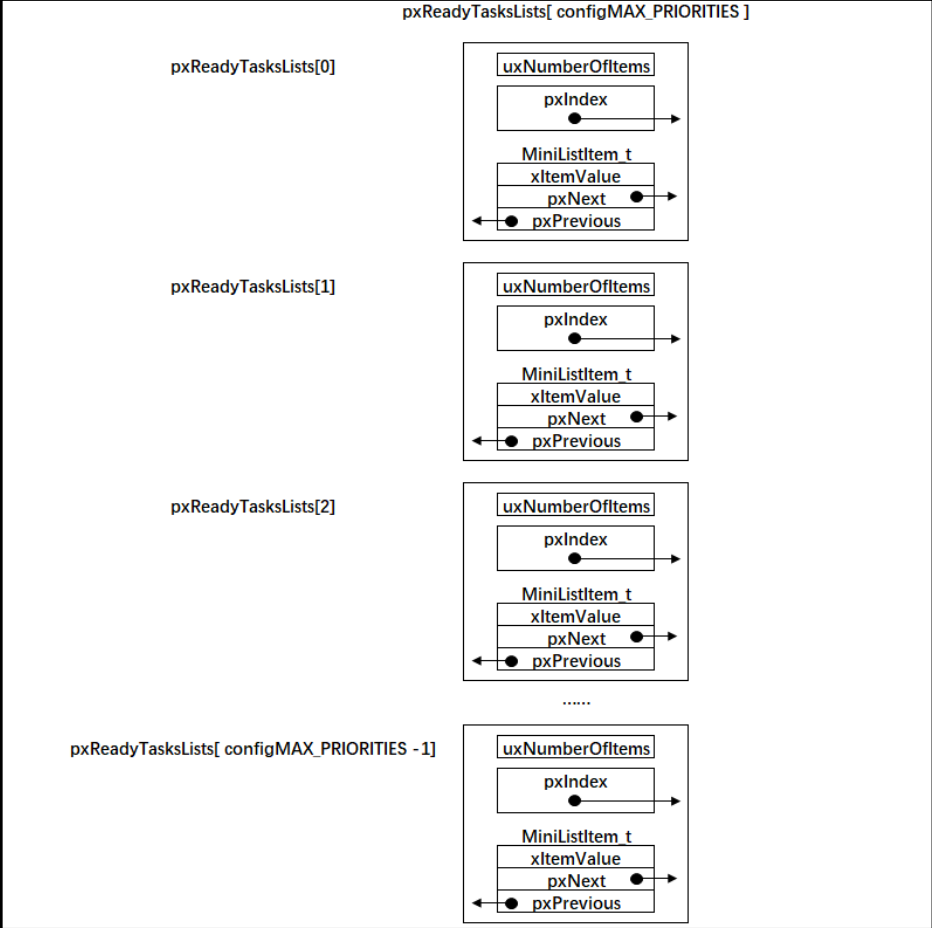 pxReadyTasksLists[ configMAX_PRIORITIES ]
pxReadyTasksLists[0]
uxNumberOfItems
pxIndex
MiniListItem_t
xItemValue
pxNext
pxPrevious
pxReadyTasksLists[1]
uxNumberOfItems
pxIndex
MiniListItem_t
xItemValue
pxNext
pxPrevious
pxReadyTasksLists[2]
uxNumberOfItems
pxIndex
MiniListItem_t
xItemValue
pxNext
pxPrevious
......
pxReadyTasksLists[ configMAX_PRIORITIES -1]
uxNumberOfItems
pxIndex
MiniListItem_t
xItemValue
pxNext
pxPrevious